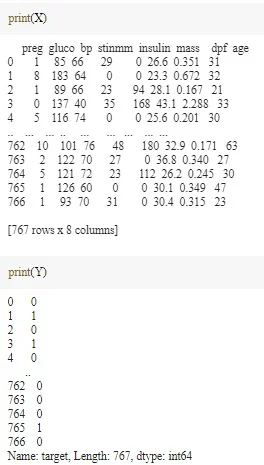 print(X)
preg gluco bp stinmm insulin mass dpf age
0 1 85 66 29 0 26.6 0.351 31
1 8 183 64 0 0 23.3 0.672 32
2 1 89 66 23 94 28.1 0.167 21
3 0 137 40 35 168 43.1 2.288 33
4 5 116 74 0 0 25.6 0.201 30
.. ... ... .. ... ... ... ... ...
762 10 101 76 48 180 32.9 0.171 63
763 2 122 70 27 0 36.8 0.340 27
764 5 121 72 23 112 26.2 0.245 30
765 1 126 60 0 0 30.1 0.349 47
766 1 93 70 31 0 30.4 0.315 23
[767 rows x 8 columns]
print(Y)
0 0
1 1
2 0
3 1
4 0
..
762 0
763 0
764 0
765 1
766 0
Name: target, Length: 767, dtype: int64